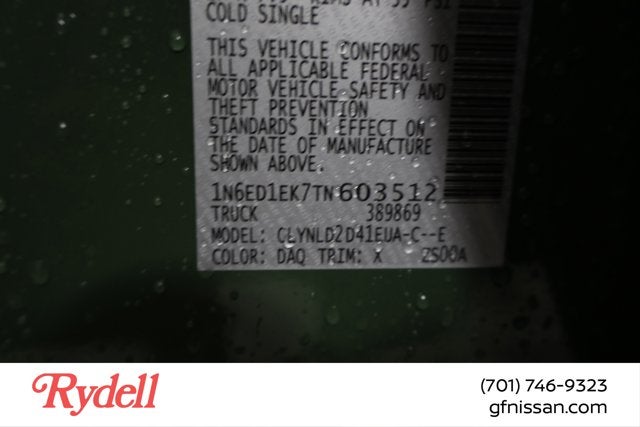 COLD SINGLE
THIS VEHICLE CONFORMS TO
ALL APPLICABLE FEDERAL
MOTOR VEHICLE SAFETY AND
THEFT PREVENTION
STANDARDS IN EFFECT ON
THE DATE OF MANUFACTURE
SHOWN ABOVE.
1N6ED1EK7TN603512
TRUCK 389869
MODEL: CLYNLD2D41EUA-C--E
COLOR: DAQ TRIM: X 2S00A
Rydell
(701) 746-9323
gfnissan.com